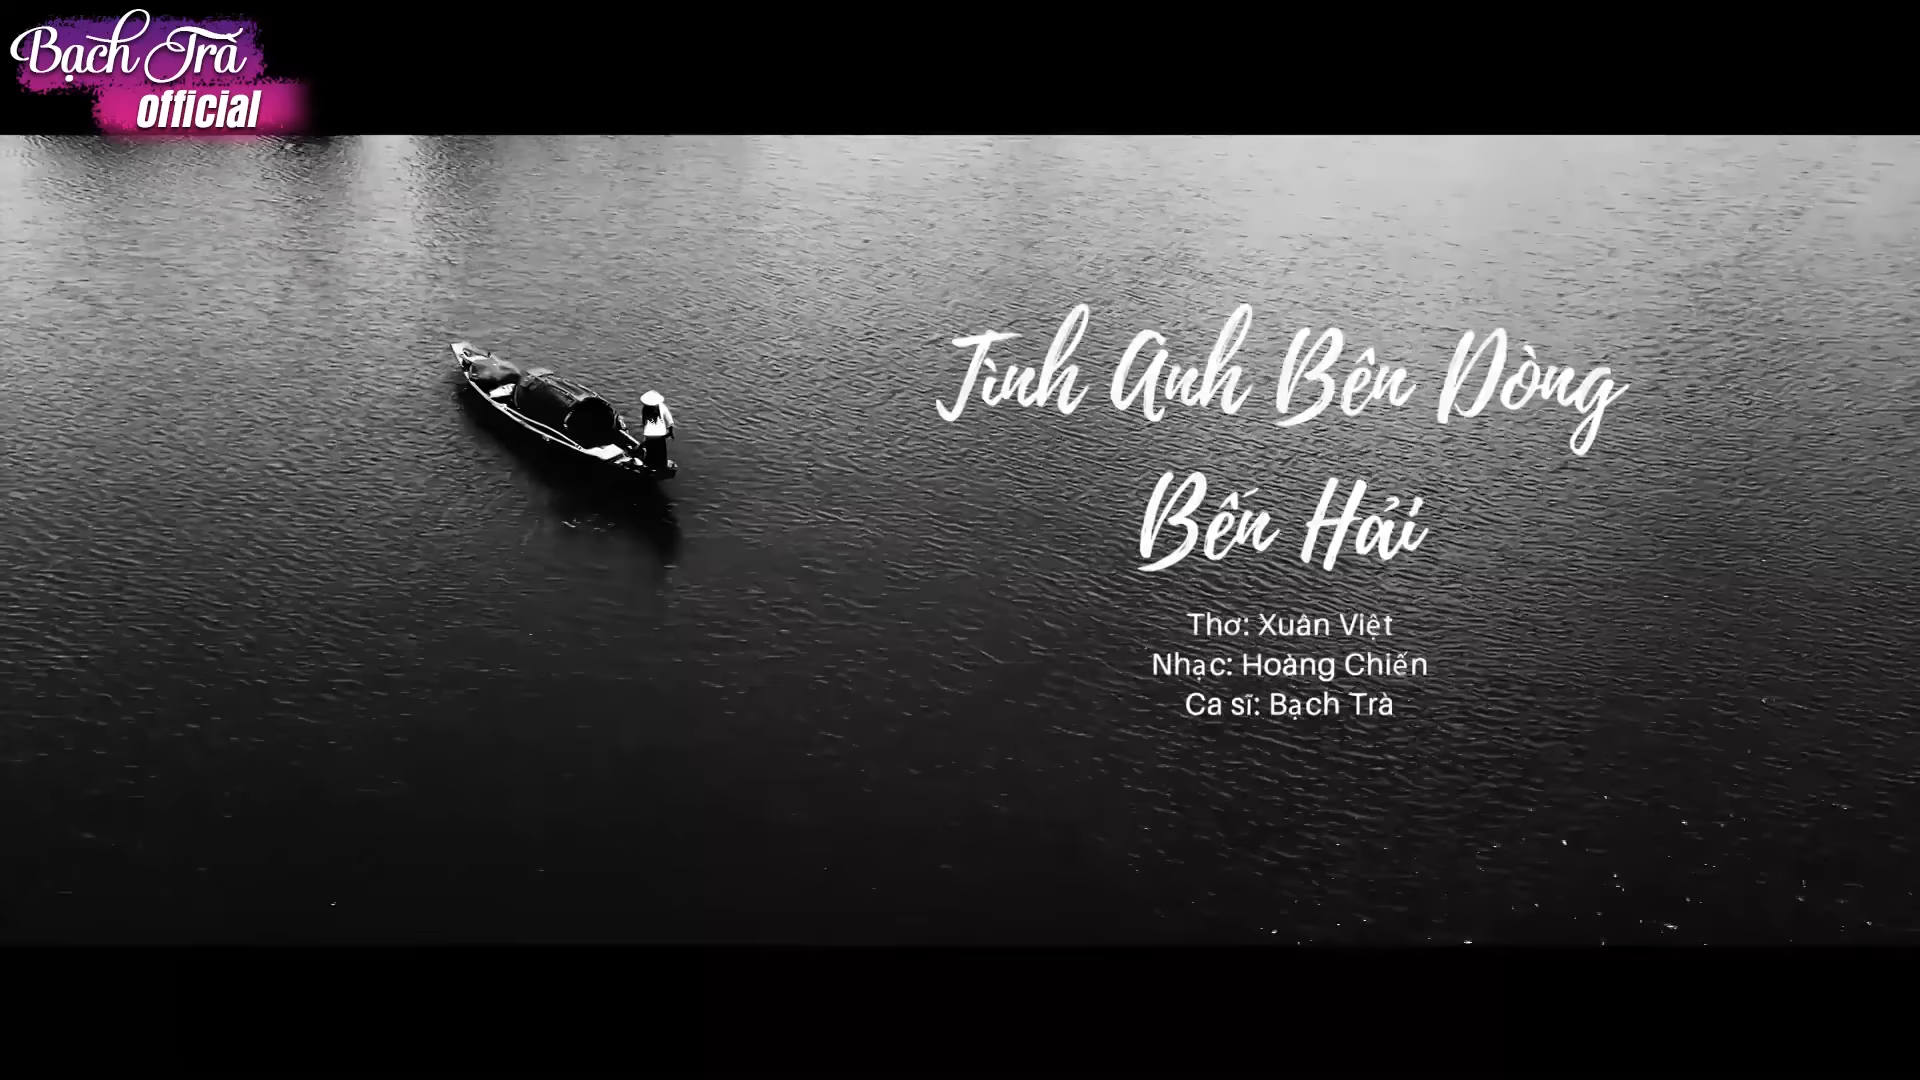 Bạch Trà
official
Tình Anh Bên Dòng
Bến Hải
Thơ: Xuân Việt
Nhạc: Hoàng Chiến
Ca sĩ: Bạch Trà